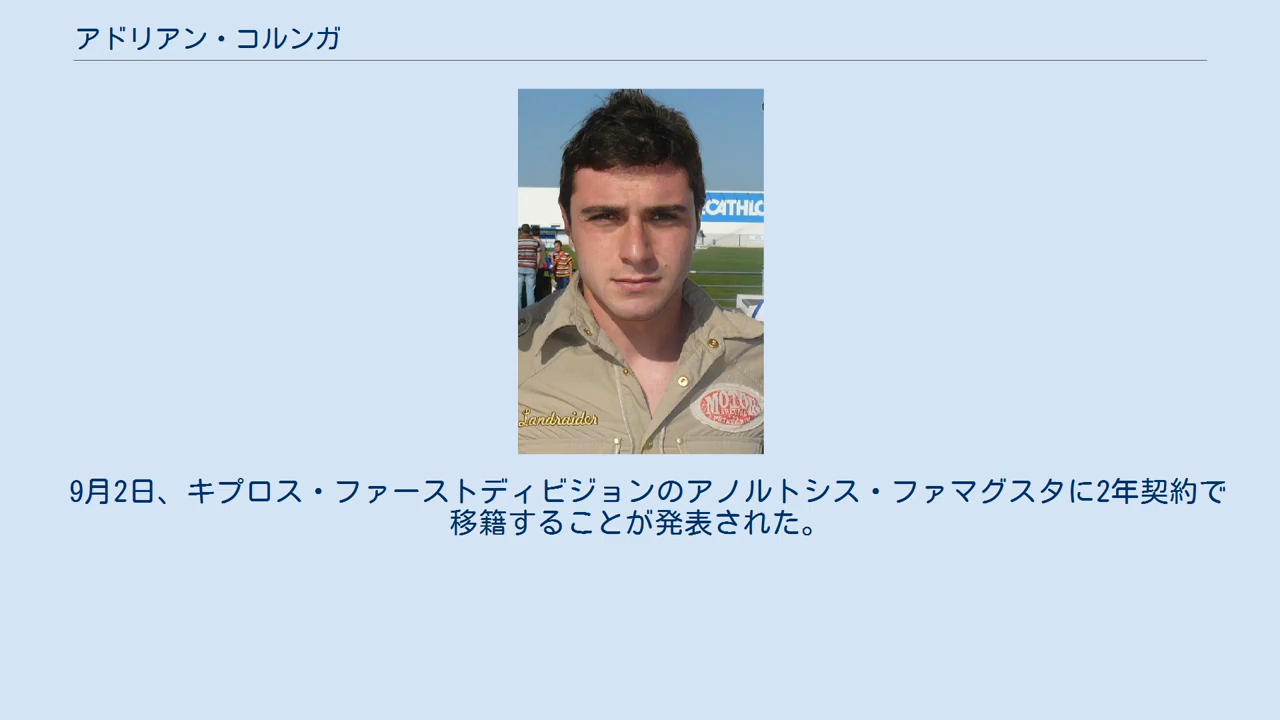 アドリアン・コルンガ
CATHLO
Landraider
MOTOR
9月2日、キプロス・ファーストディビジョンのアノルトシス・ファマグスタに2年契約で
移籍することが発表された。